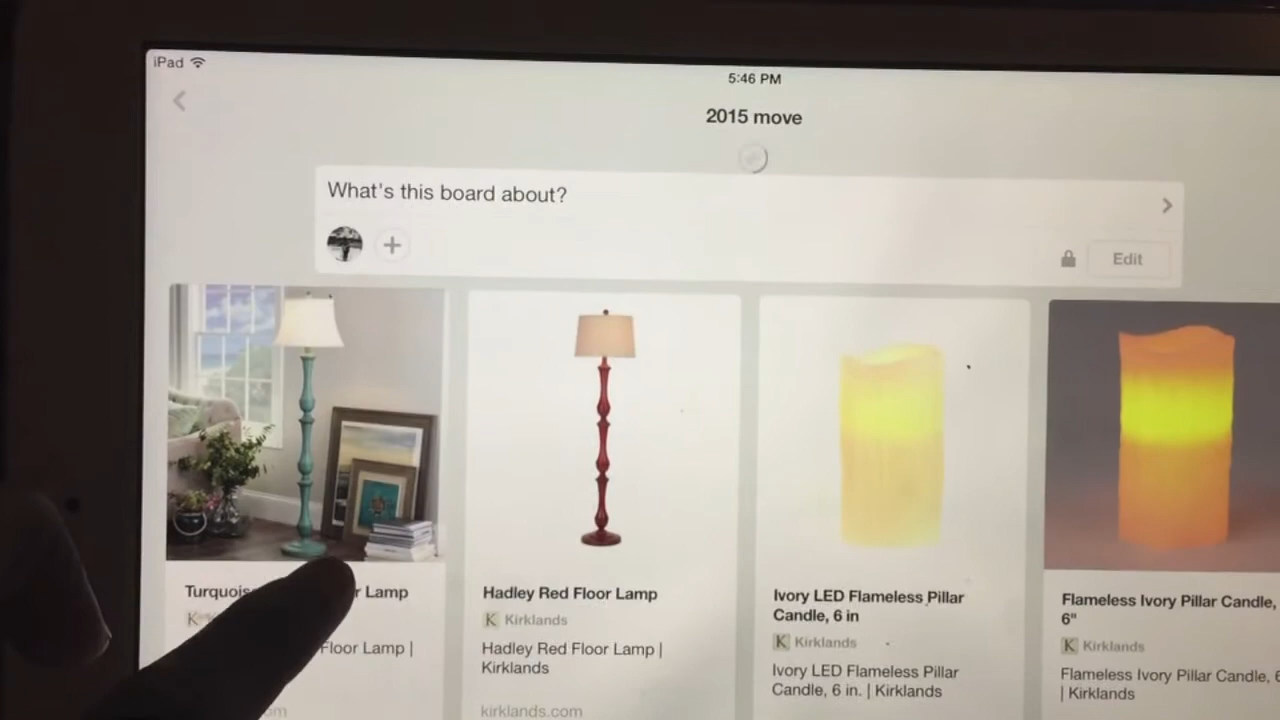 iPad
5:46 PM
2015 move
What's this board about?
Edit
Lamp
Floor Lamp |
Hadley Red Floor Lamp
K Kirklands
Hadley Red Floor Lamp |
Kirklands
kirklands.com
Ivory LED Flameless Pillar
Candle, 6 in
K Kirklands
Ivory LED Flameless Pillar
Candle, 6 in. | Kirklands
Flameless Ivory Pillar Candle,
6"
K Kirklands
Flameless Ivory Pillar Candle, 6
| Kirklands